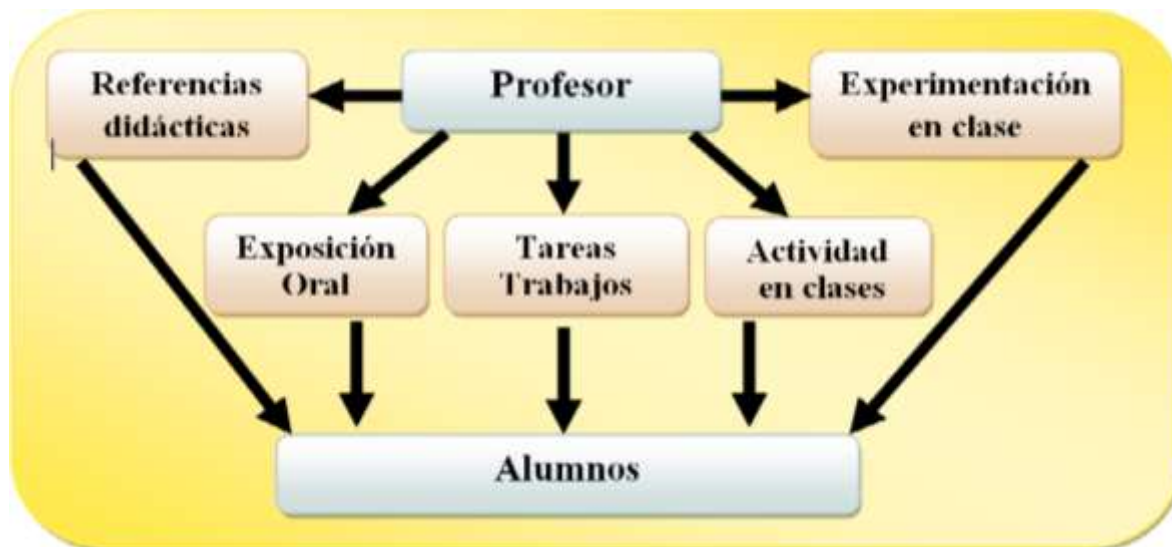 Referencias
didácticas
Profesor
Experimentación
en clase
Exposición
Oral
Tareas
Trabajos
Actividad
en clases
Alumnos